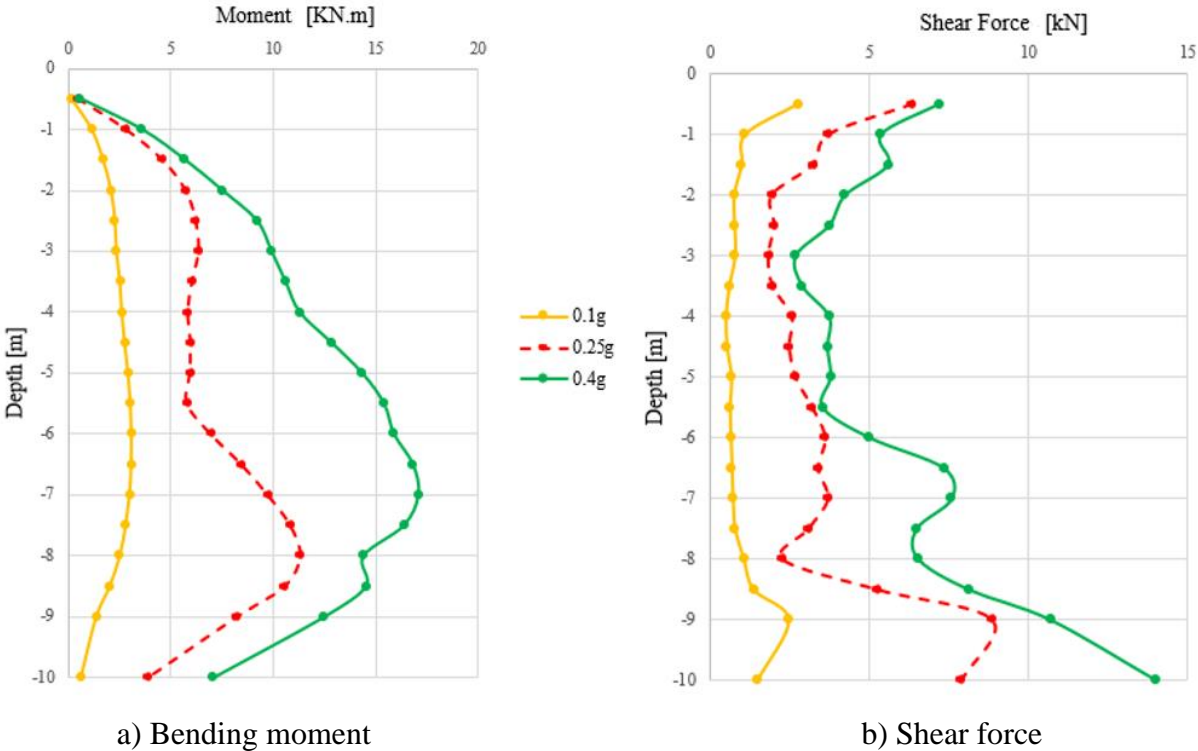 Moment [KN.m]
0 5 10 15 20
0
-1
-2
-3
-4
-5
-6
-7
-8
-9
-10
Depth [m]
0.1g
0.25g
0.4g
Shear Force [kN]
0 5 10 15
-0
-1
-2
-3
-4
-5
-6
-7
-8
-9
-10
Depth [m]
a) Bending moment
b) Shear force